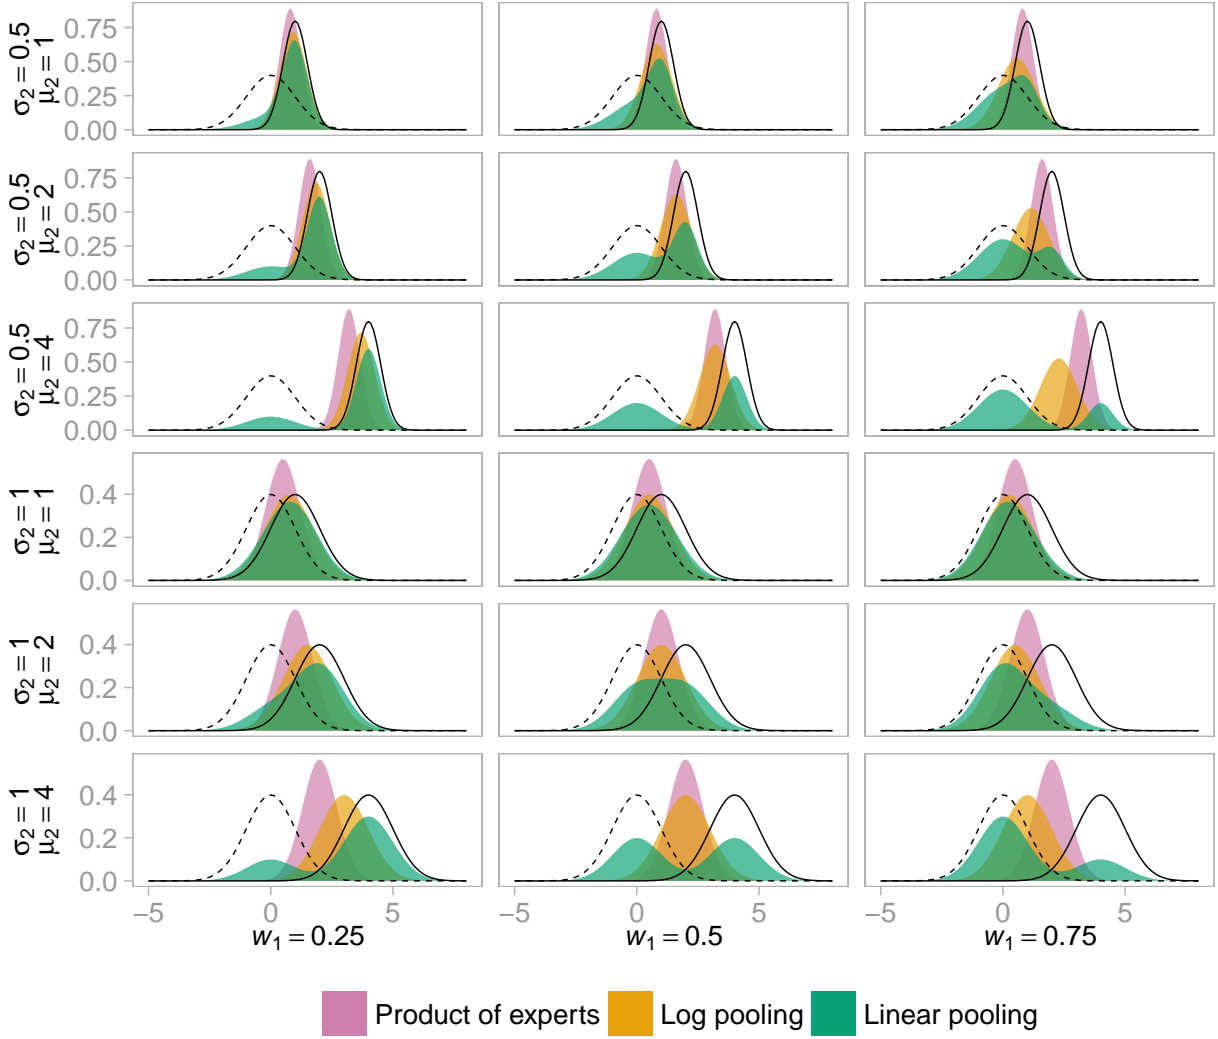 σ₂ = 0.5
μ₂ = 1
0.75
0.50
0.25
0.00
σ₂ = 0.5
μ₂ = 2
0.75
0.50
0.25
0.00
σ₂ = 0.5
μ₂ = 4
0.75
0.50
0.25
0.00
σ₂ = 1
μ₂ = 1
0.4
0.2
0.0
σ₂ = 1
μ₂ = 2
0.4
0.2
0.0
σ₂ = 1
μ₂ = 4
0.4
0.2
0.0
−5 0 5 −5 0 5 −5 0 5
w₁ = 0.25 w₁ = 0.5 w₁ = 0.75
Product of experts Log pooling Linear pooling